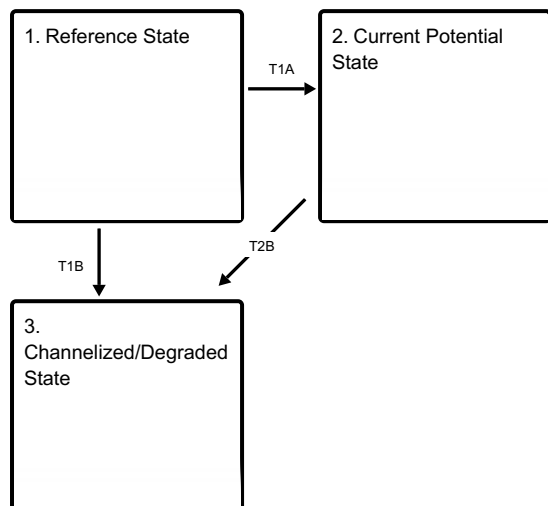 1. Reference State
2. Current Potential
State
T1A
T1B
T2B
3.
Channelized/Degraded
State